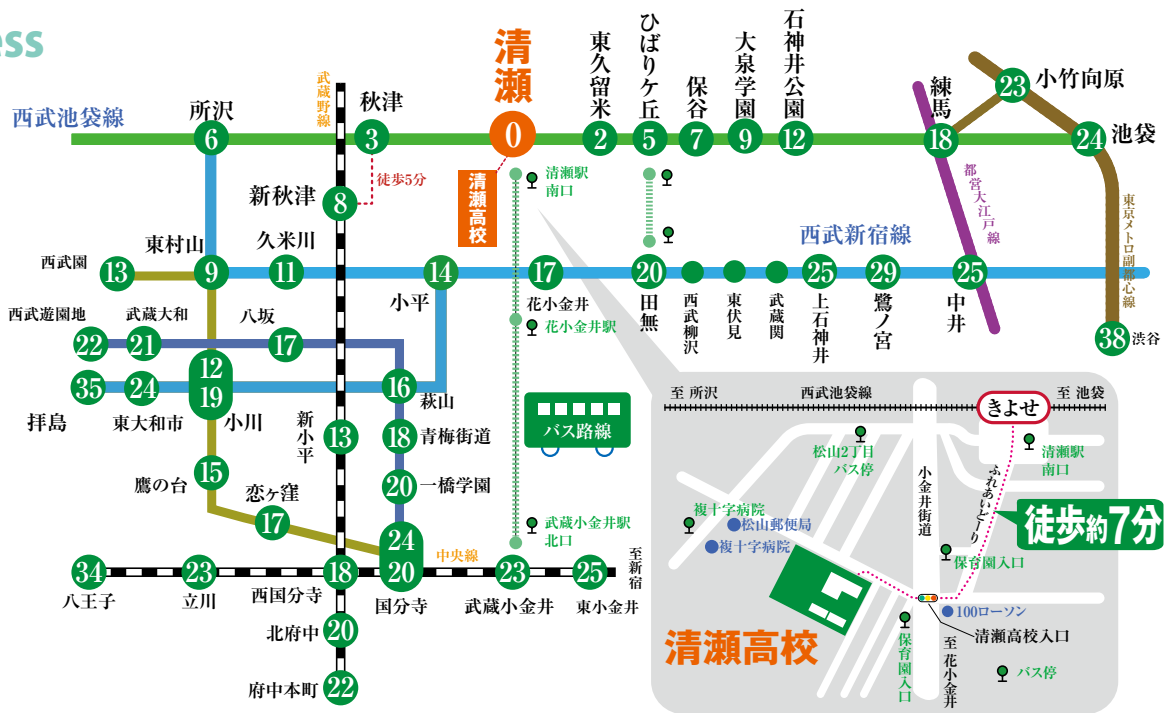 ess
西武池袋線
所沢
6
武蔵野線
秋津
3
徒歩5分
新秋津
8
清瀬
0
清瀬高校
東久留米
2
ひばりケ丘
5
保谷
7
大泉学園
9
石神井公園
12
練馬
18
小竹向原
23
池袋
24
都営大江戸線
東京メトロ副都心線
渋谷
38
清瀬駅
南口
西武新宿線
西武園
13
東村山
9
久米川
11
小平
14
花小金井
17
花小金井駅
田無
20
西武柳沢
東伏見
武蔵関
上石神井
25
鷺ノ宮
29
中井
25
西武遊園地
22
武蔵大和
21
八坂
17
拝島
35
東大和市
24
12
19
小川
萩山
16
新小平
13
青梅街道
18
一橋学園
20
鷹の台
15
恋ヶ窪
17
バス路線
武蔵小金井駅
北口
中央線
至新宿
八王子
34
立川
23
西国分寺
18
24
20
国分寺
武蔵小金井
23
東小金井
25
北府中
20
府中本町
22
至 所沢
西武池袋線
きよせ
至 池袋
松山2丁目
バス停
清瀬駅
南口
小金井街道
ふれあいどーり
徒歩約7分
複十字病院
松山郵便局
複十字病院
保育園入口
100ローソン
清瀬高校入口
清瀬高校
保育園入口
至 花小金井
バス停